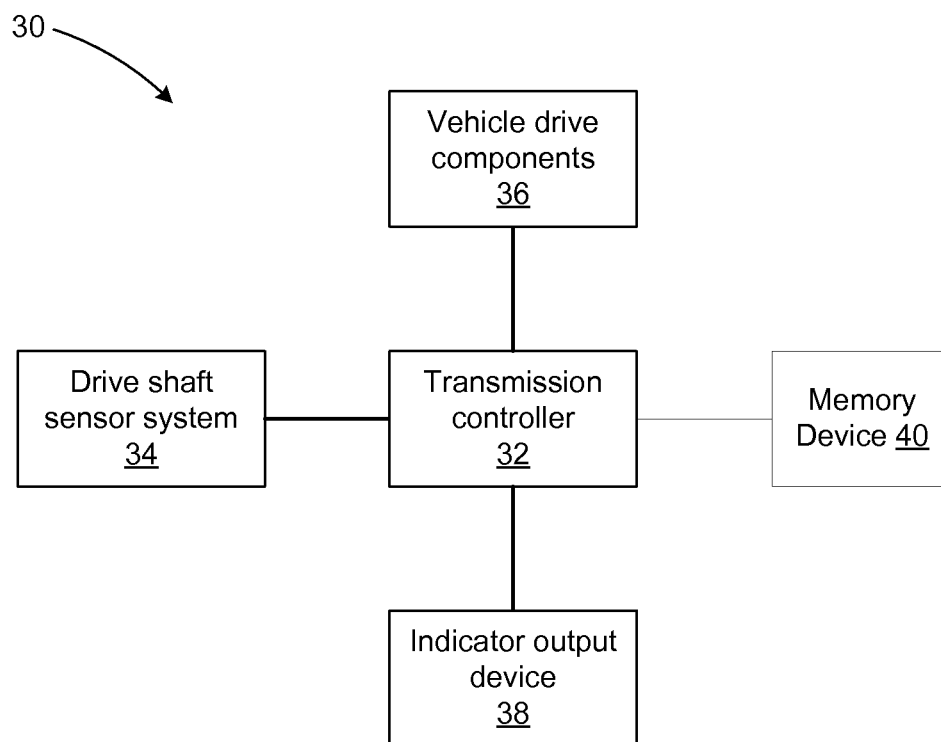 30
Vehicle drive
components
36
Drive shaft
sensor system
34
Transmission
controller
32
Memory
Device 40
Indicator output
device
38